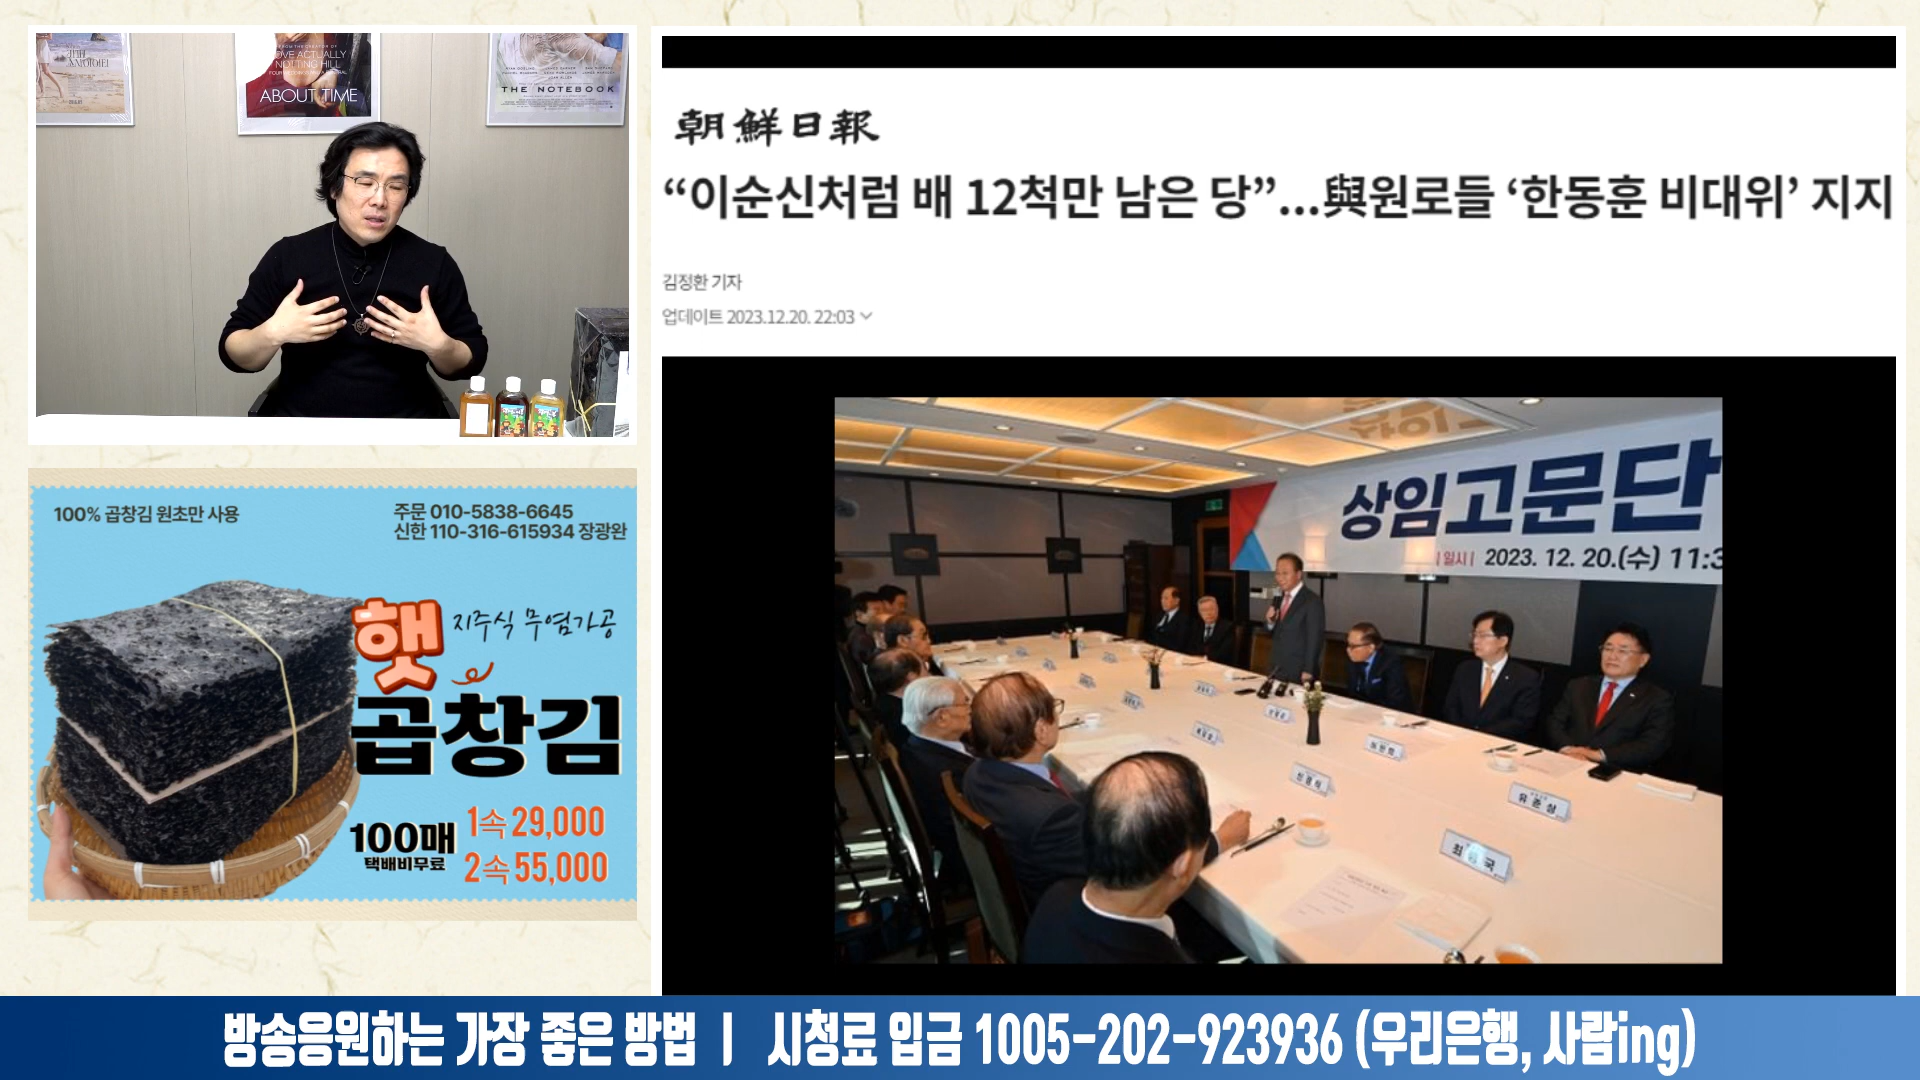 LOVE ACTUALLY
NOTTING HILL
ABOUT TIME
THE NOTEBOOK
朝鮮日報
“이순신처럼 배 12척만 남은 당”...與원로들 ‘한동훈 비대위’ 지지
김정환 기자
업데이트 2023.12.20. 22:03
상임고문단
일시 | 2023. 12. 20.(수) 11:3
유준상
100% 곱창김 원초만 사용
주문 010-5838-6645
신한 110-316-615934 장광완
햇
지주식 무염가공
곱창김
100매
택배비무료
1속 29,000
2속 55,000
방송응원하는 가장 좋은 방법 | 시청료 입금 1005-202-923936 (우리은행, 사람ing)